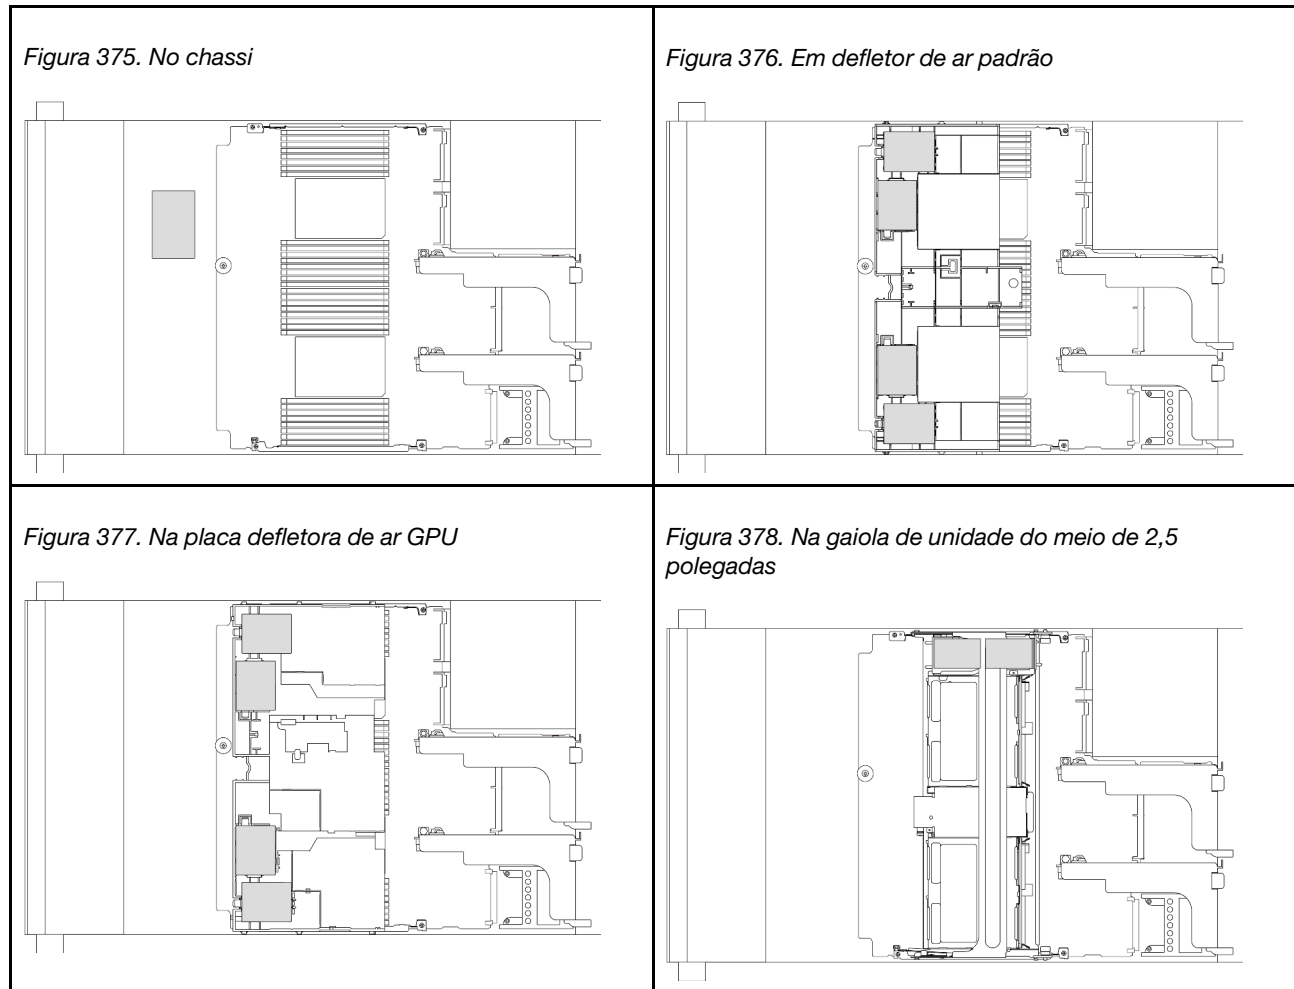 Figura 375. No chassi
Figura 376. Em defletor de ar padrão
Figura 377. Na placa defletora de ar GPU
Figura 378. Na gaiola de unidade do meio de 2,5
polegadas